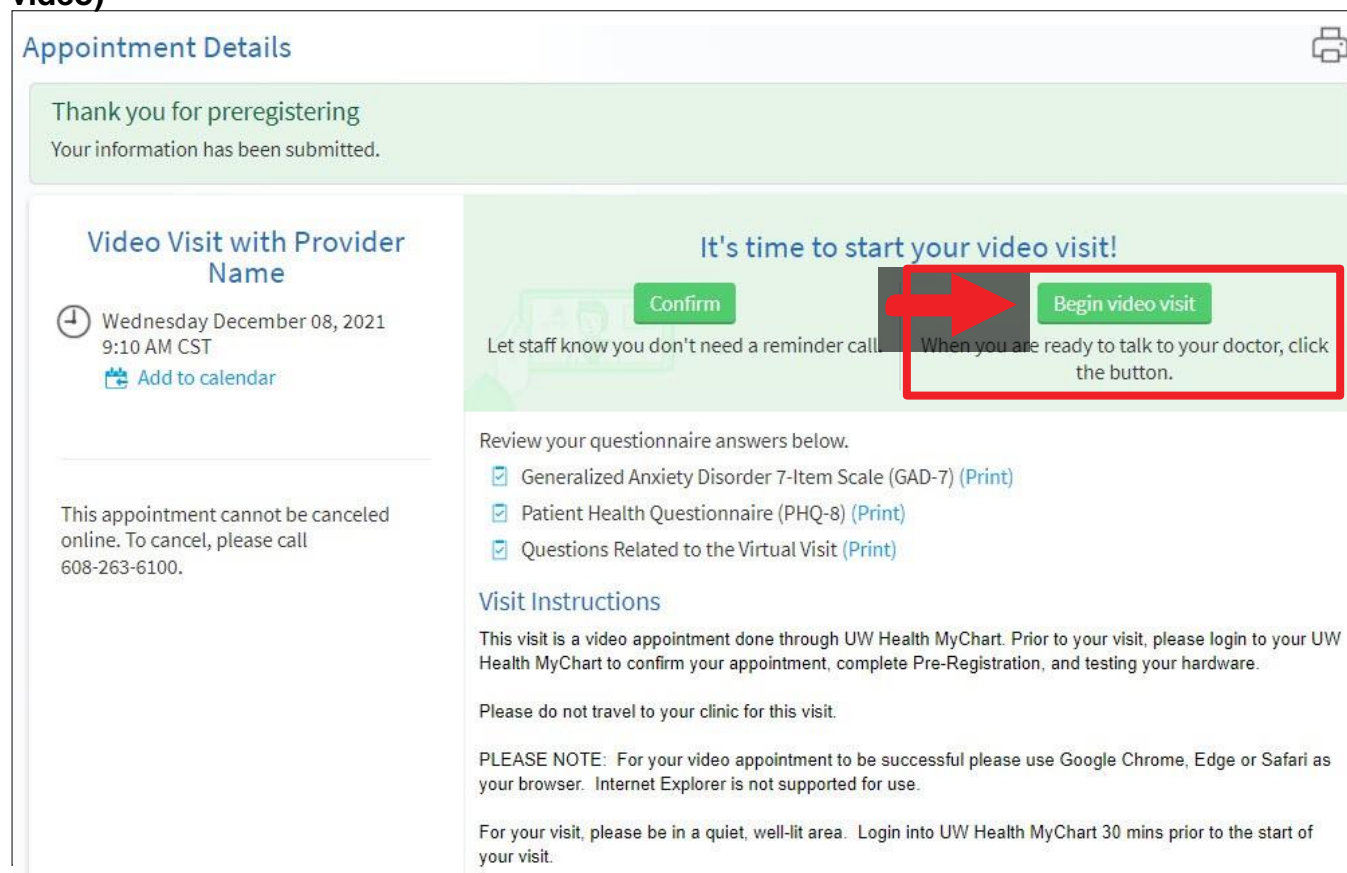 video)
Appointment Details
Thank you for preregistering
Your information has been submitted.
Video Visit with Provider
Name
Wednesday December 08, 2021
9:10 AM CST
Add to calendar
This appointment cannot be canceled
online. To cancel, please call
608-263-6100.
It's time to start your video visit!
Confirm
Let staff know you don't need a reminder call.
Begin video visit
When you are ready to talk to your doctor, click
the button.
Review your questionnaire answers below.
Generalized Anxiety Disorder 7-Item Scale (GAD-7) (Print)
Patient Health Questionnaire (PHQ-8) (Print)
Questions Related to the Virtual Visit (Print)
Visit Instructions
This visit is a video appointment done through UW Health MyChart. Prior to your visit, please login to your UW
Health MyChart to confirm your appointment, complete Pre-Registration, and testing your hardware.
Please do not travel to your clinic for this visit.
PLEASE NOTE: For your video appointment to be successful please use Google Chrome, Edge or Safari as
your browser. Internet Explorer is not supported for use.
For your visit, please be in a quiet, well-lit area. Login into UW Health MyChart 30 mins prior to the start of
your visit.